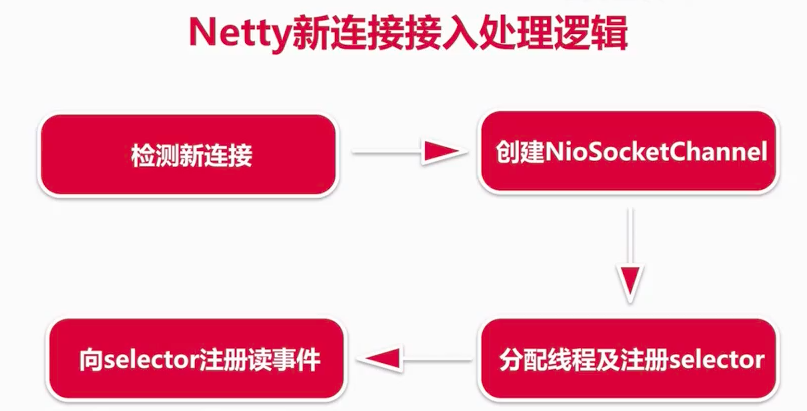 Netty新连接接入处理逻辑
检测新连接
创建NioSocketChannel
分配线程及注册selector
向selector注册读事件